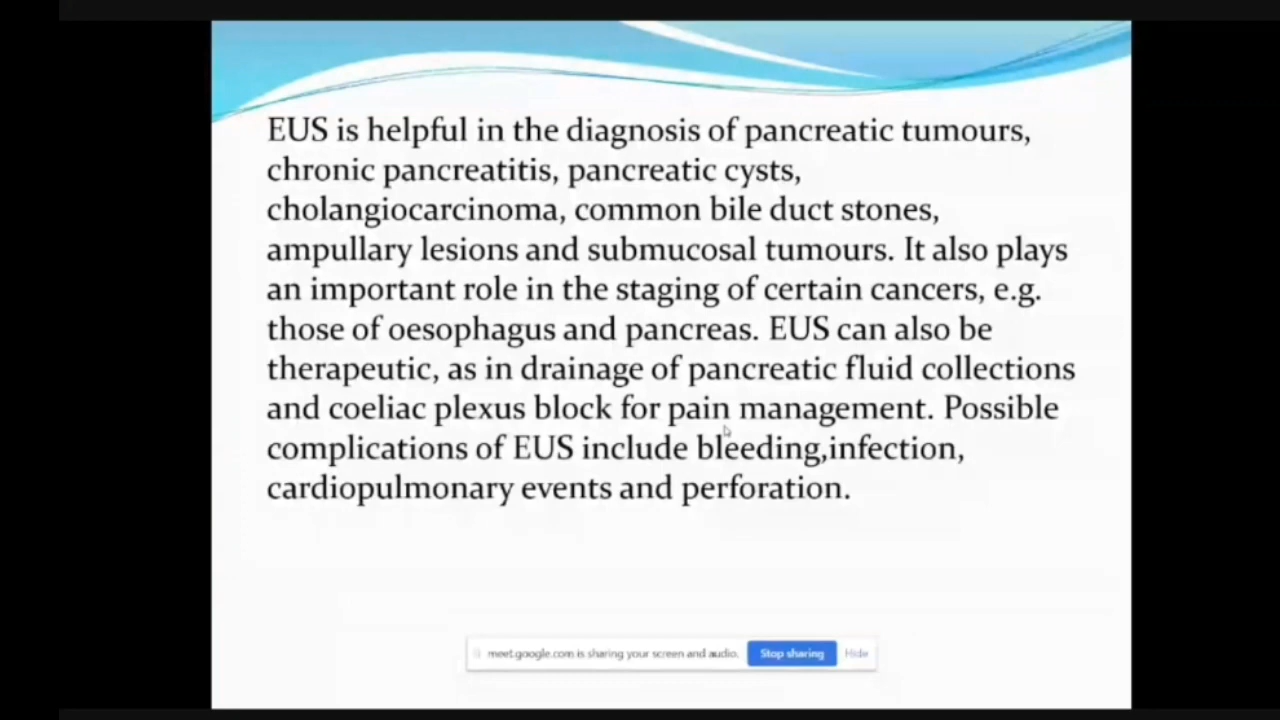 EUS is helpful in the diagnosis of pancreatic tumours,
chronic pancreatitis, pancreatic cysts,
cholangiocarcinoma, common bile duct stones,
ampullary lesions and submucosal tumours. It also plays
an important role in the staging of certain cancers, e.g.
those of oesophagus and pancreas. EUS can also be
therapeutic, as in drainage of pancreatic fluid collections
and coeliac plexus block for pain management. Possible
complications of EUS include bleeding,infection,
cardiopulmonary events and perforation.
meet.google.com is sharing your screen and audio. Stop sharing Hide